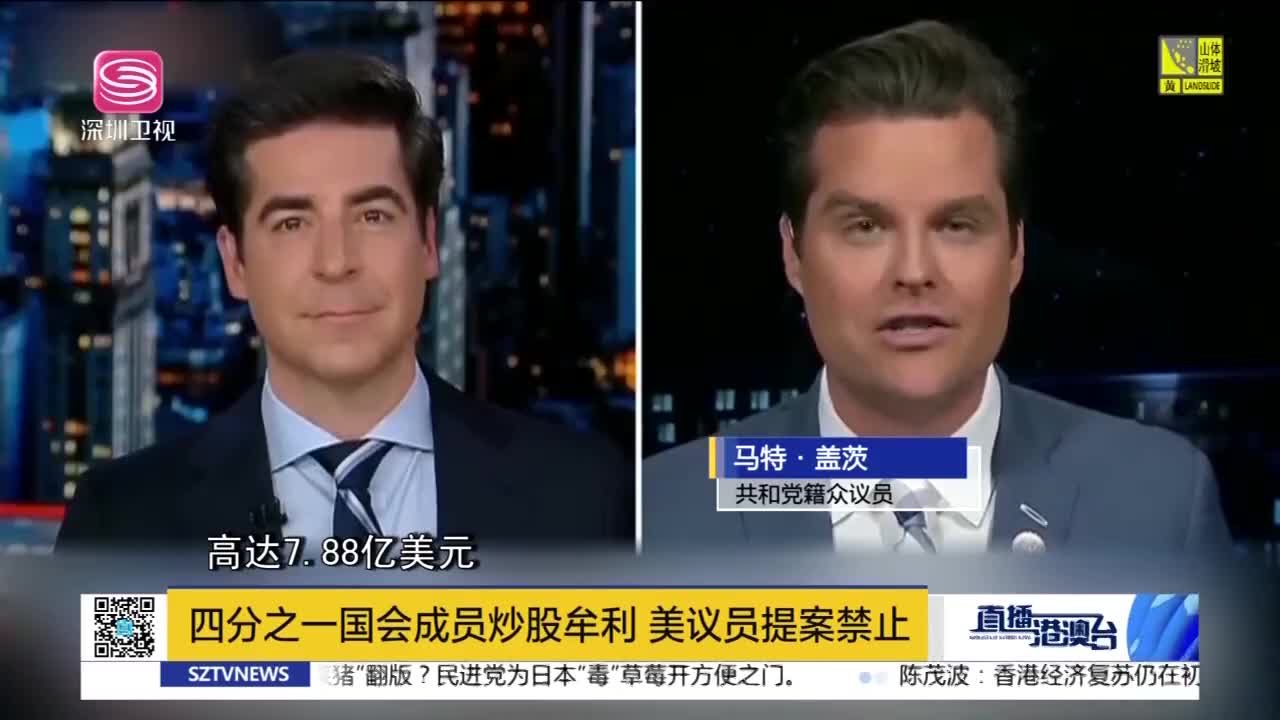 深圳卫视
山体
滑坡
黄 LANDSLIDE
马特·盖茨
共和党籍众议员
高达7.88亿美元
四分之一国会成员炒股牟利 美议员提案禁止
直播港澳台
SZTVNEWS
猪“翻版？民进党为日本“毒”草莓开方便之门。 陈茂波：香港经济复苏仍在初